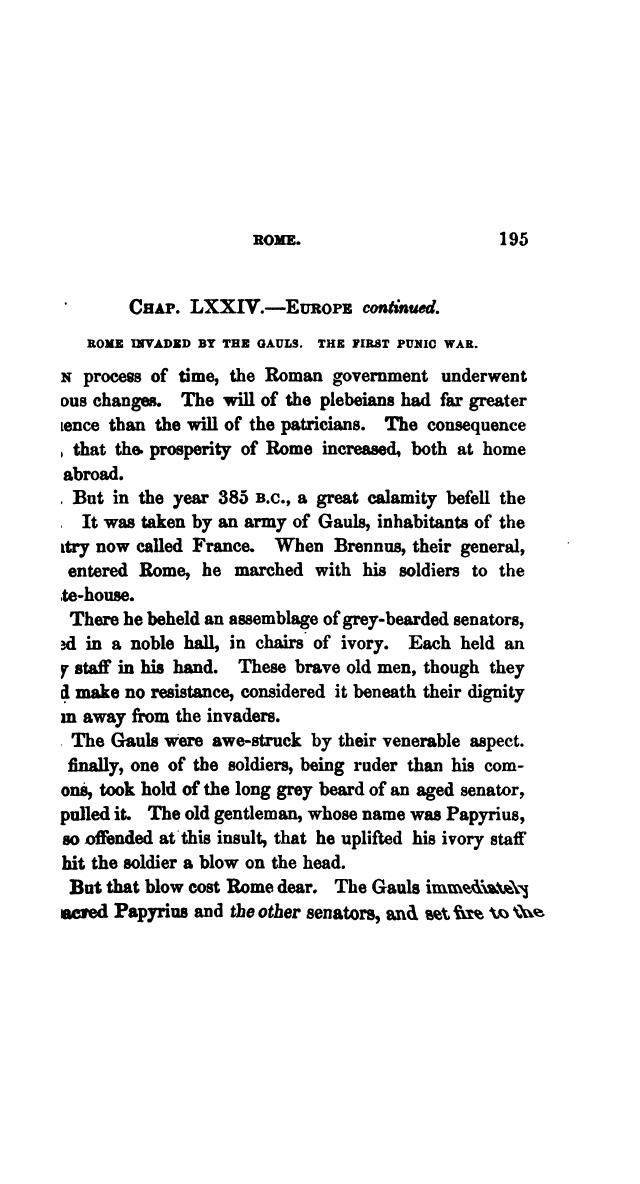 ROME. 195
CHAP. LXXIV.—EUROPE continued.
ROME INVADED BY THE GAULS. THE FIRST PUNIC WAR.
N process of time, the Roman government underwent
ous changes. The will of the plebeians had far greater
ence than the will of the patricians. The consequence
, that the prosperity of Rome increased, both at home
abroad.
But in the year 385 B.C., a great calamity befell the
It was taken by an army of Gauls, inhabitants of the
try now called France. When Brennus, their general,
entered Rome, he marched with his soldiers to the
te-house.
There he beheld an assemblage of grey-bearded senators,
ed in a noble hall, in chairs of ivory. Each held an
y staff in his hand. These brave old men, though they
d make no resistance, considered it beneath their dignity
un away from the invaders.
The Gauls were awe-struck by their venerable aspect.
finally, one of the soldiers, being ruder than his com-
ons, took hold of the long grey beard of an aged senator,
pulled it. The old gentleman, whose name was Papyrius,
so offended at this insult, that he uplifted his ivory staff
hit the soldier a blow on the head.
But that blow cost Rome dear. The Gauls immediately
acred Papyrius and the other senators, and set fire to the